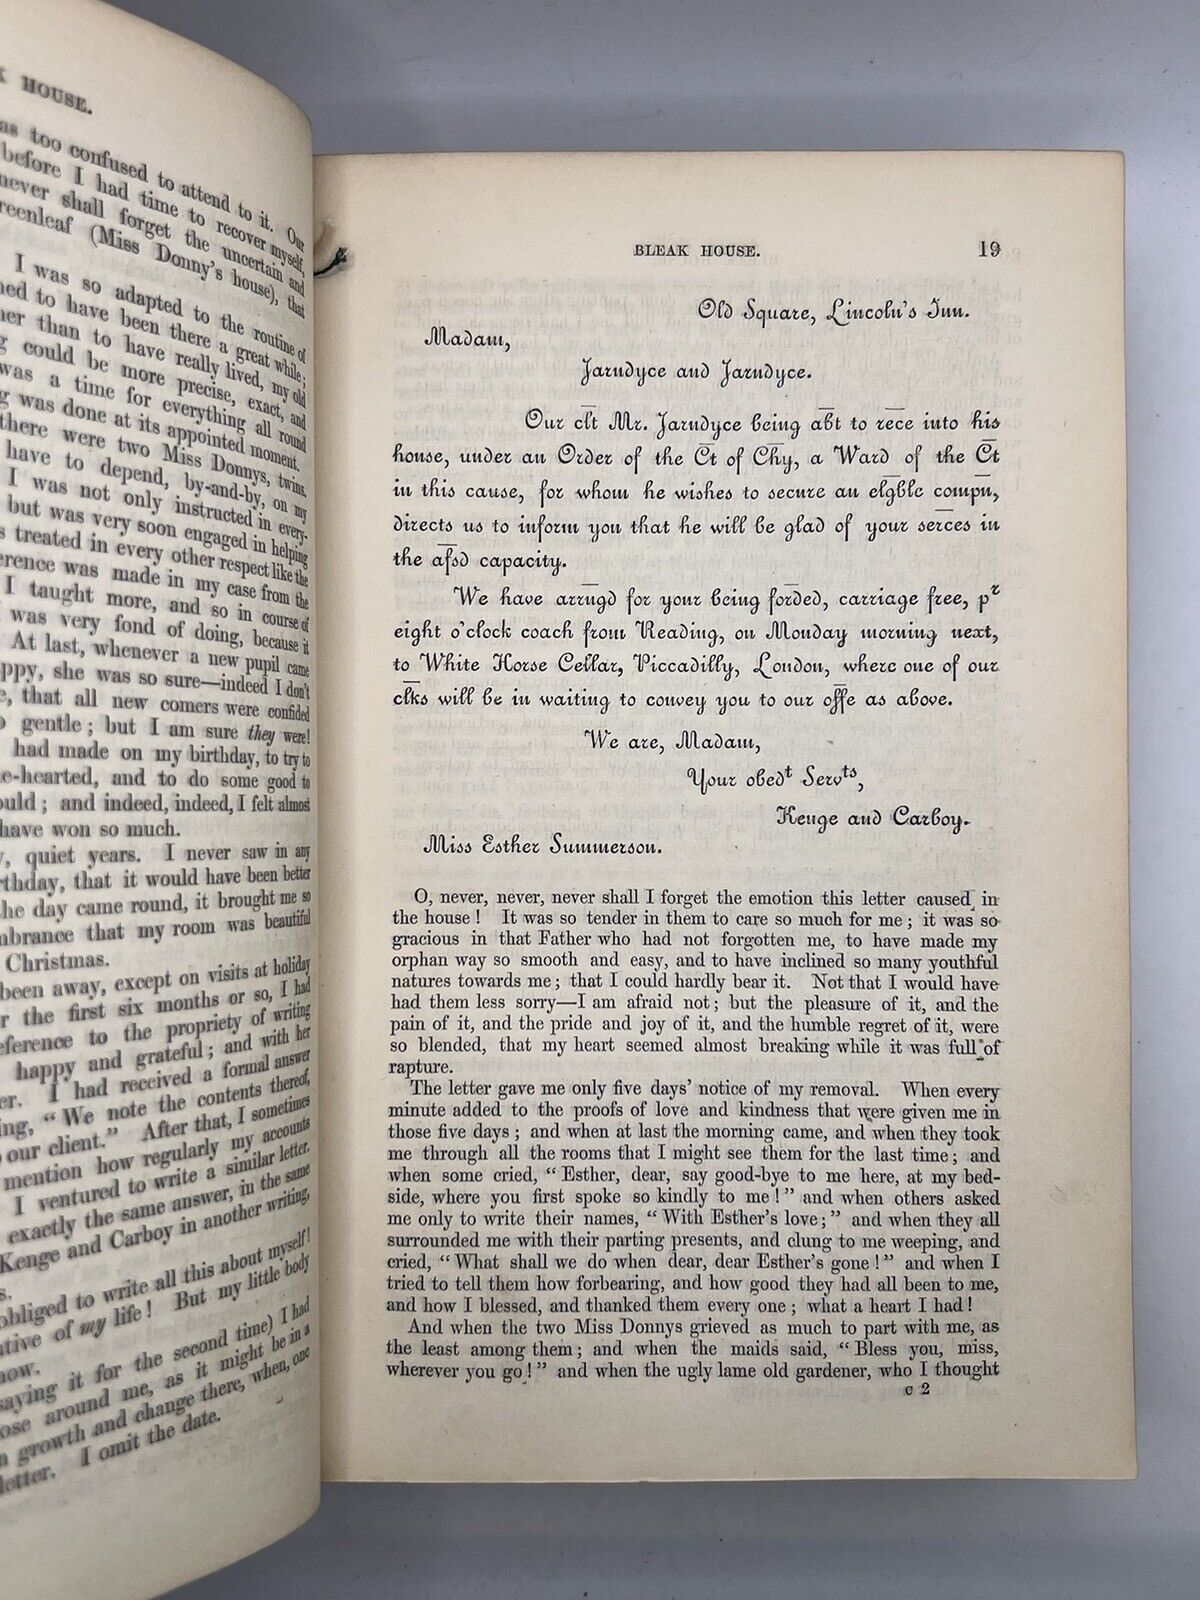 K HOUSE.
as too confused to attend to it. Our
before I had time to recover myself,
never shall forget the uncertain and
reenleaf (Miss Donny's house), that
I was so adapted to the routine of
ned to have been there a great while;
her than to have really lived, my old
g could be more precise, exact, and
was a time for everything all round
g was done at its appointed moment.
there were two Miss Donnys, twins.
have to depend, by-and-by, on my
I was not only instructed in every-
but was very soon engaged in helping
s treated in every other respect like the
erence was made in my case from the
I taught more, and so in course of
was very fond of doing, because it
At last, whenever a new pupil came
appy, she was so sure—indeed I don't
e, that all new comers were confided
o gentle; but I am sure they were!
had made on my birthday, to try to
e-hearted, and to do some good to
ould; and indeed, indeed, I felt almost
have won so much.
y, quiet years. I never saw in any
rthday, that it would have been better
he day came round, it brought me so
mbrance that my room was beautiful
Christmas.
been away, except on visits at holiday
r the first six months or so, I had
eference to the propriety of writing
happy and grateful; and with her
er. I had received a formal answer
ing, "We note the contents thereof,
o our client." After that, I sometimes
mention how regularly my accounts
I ventured to write a similar letter.
exactly the same answer, in the same
Kenge and Carboy in another writing,
s.
obliged to write all this about myself!
ative of my life! But my little body
now.
saying it for the second time) I had
ose around me, as it might be in a
n growth and change there, when, one
letter. I omit the date.
BLEAK HOUSE. 19
Old Square, Lincoln's Inn.
Madam,
Jarndyce and Jarndyce.
Our clt Mr. Jarndyce being abt to rece into his
house, under an Order of the Ct of Chy, a Ward of the Ct
in this cause, for whom he wishes to secure an elgble compn,
directs us to inform you that he will be glad of your serces in
the afsd capacity.
We have arrngd for your being forded, carriage free, pr
eight o'clock coach from Reading, on Monday morning next,
to White Horse Cellar, Piccadilly, London, where one of our
clks will be in waiting to convey you to our offe as above.
We are, Madam,
Your obedt Servts,
Kenge and Carboy.
Miss Esther Summerson.
O, never, never, never shall I forget the emotion this letter caused in
the house! It was so tender in them to care so much for me; it was so
gracious in that Father who had not forgotten me, to have made my
orphan way so smooth and easy, and to have inclined so many youthful
natures towards me; that I could hardly bear it. Not that I would have
had them less sorry—I am afraid not; but the pleasure of it, and the
pain of it, and the pride and joy of it, and the humble regret of it, were
so blended, that my heart seemed almost breaking while it was full of
rapture.
The letter gave me only five days' notice of my removal. When every
minute added to the proofs of love and kindness that were given me in
those five days; and when at last the morning came, and when they took
me through all the rooms that I might see them for the last time; and
when some cried, "Esther, dear, say good-bye to me here, at my bed-
side, where you first spoke so kindly to me!" and when others asked
me only to write their names, "With Esther's love;" and when they all
surrounded me with their parting presents, and clung to me weeping, and
cried, "What shall we do when dear, dear Esther's gone!" and when I
tried to tell them how forbearing, and how good they had all been to me,
and how I blessed, and thanked them every one; what a heart I had!
And when the two Miss Donnys grieved as much to part with me, as
the least among them; and when the maids said, "Bless you, miss,
wherever you go!" and when the ugly lame old gardener, who I thought
C 2